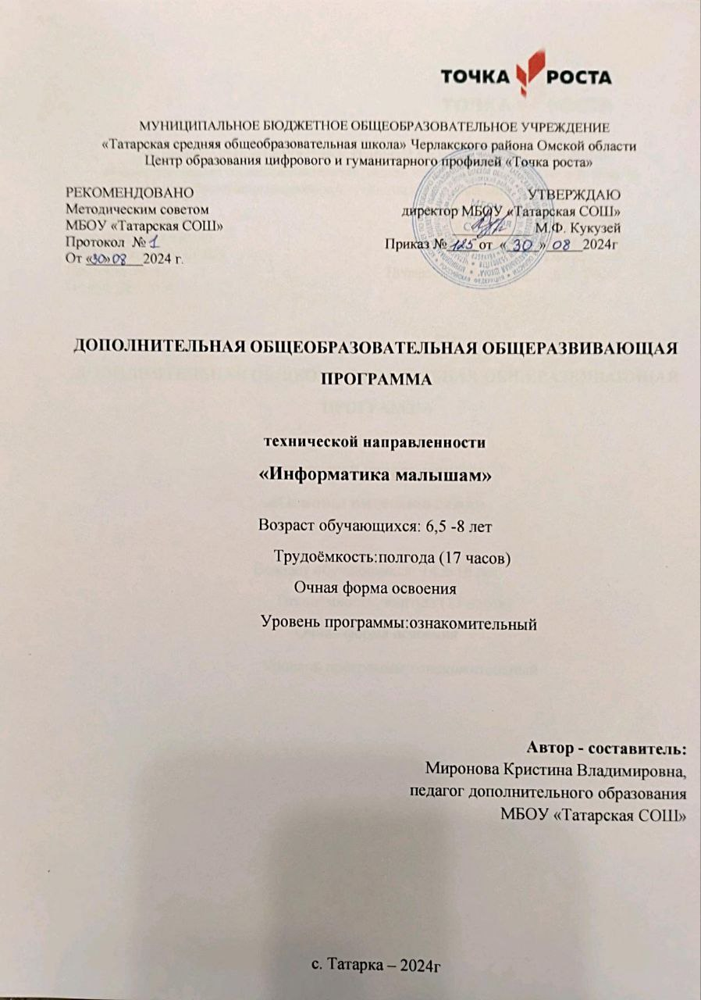 ТОЧКА РОСТА
МУНИЦИПАЛЬНОЕ БЮДЖЕТНОЕ ОБЩЕОБРАЗОВАТЕЛЬНОЕ УЧРЕЖДЕНИЕ
«Татарская средняя общеобразовательная школа» Черлакского района Омской области
Центр образования цифрового и гуманитарного профилей «Точка роста»
РЕКОМЕНДОВАНО
Методическим советом
МБОУ «Татарская СОШ»
Протокол № 1
От «30»08 2024 г.
УТВЕРЖДАЮ
директор МБОУ «Татарская СОШ»
М.Ф. Кукузей
Приказ № 125 от « 30 » 08 2024г
ДОПОЛНИТЕЛЬНАЯ ОБЩЕОБРАЗОВАТЕЛЬНАЯ ОБЩЕРАЗВИВАЮЩАЯ
ПРОГРАММА
технической направленности
«Информатика малышам»
Возраст обучающихся: 6,5 -8 лет
Трудоёмкость:полгода (17 часов)
Очная форма освоения
Уровень программы:ознакомительный
Автор - составитель:
Миронова Кристина Владимировна,
педагог дополнительного образования
МБОУ «Татарская СОШ»
с. Татарка – 2024г